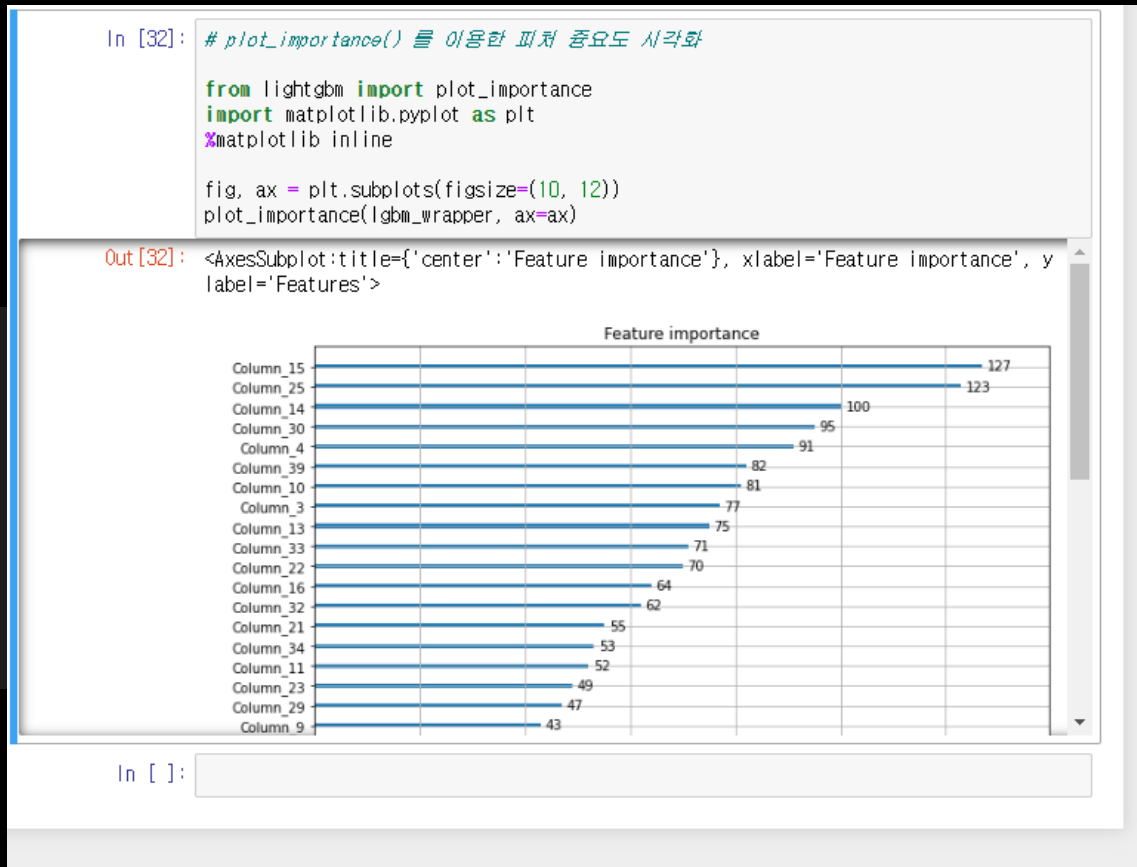 In [32]: # plot_importance() 를 이용한 피처 중요도 시각화
from lightgbm import plot_importance
import matplotlib.pyplot as plt
%matplotlib inline
fig, ax = plt.subplots(figsize=(10, 12))
plot_importance(lgbm_wrapper, ax=ax)
Out[32]: <AxesSubplot:title={'center':'Feature importance'}, xlabel='Feature importance', y
label='Features'>
Feature importance
Column_15 127
Column_25 123
Column_14 100
Column_30 95
Column_4 91
Column_39 82
Column_10 81
Column_3 77
Column_13 75
Column_33 71
Column_22 70
Column_16 64
Column_32 62
Column_21 55
Column_34 53
Column_11 52
Column_23 49
Column_29 47
Column_9 43
In [ ]: